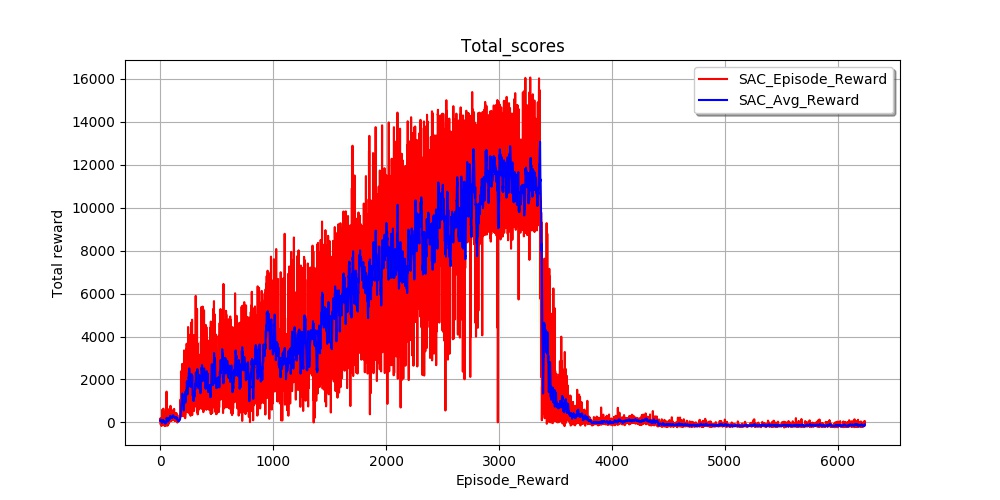 Total_scores
SAC_Episode_Reward
SAC_Avg_Reward
Total reward
16000
14000
12000
10000
8000
6000
4000
2000
0
0 1000 2000 3000 4000 5000 6000
Episode_Reward